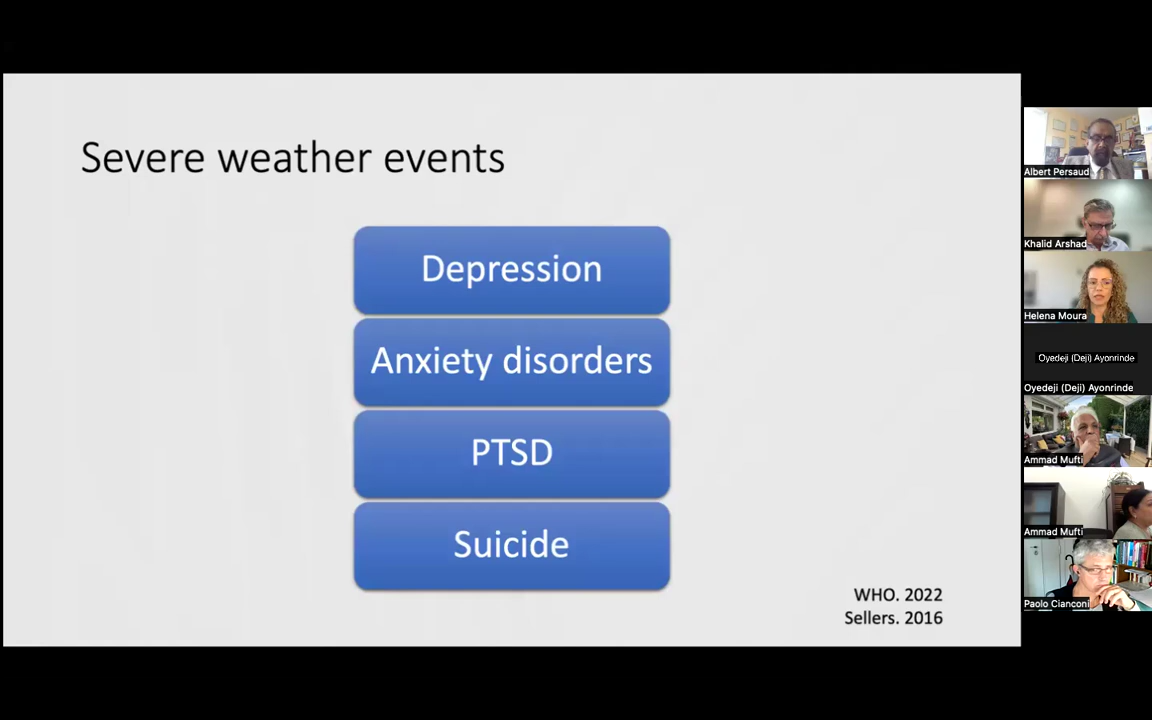 Severe weather events
Depression
Anxiety disorders
PTSD
Suicide
WHO. 2022
Sellers. 2016
Albert Persaud
Khalid Arshad
Helena Moura
Oyedeji (Deji) Ayonrinde
Oyedeji (Deji) Ayonrinde
Ammad Mufti
Ammad Mufti
Paolo Cianconi